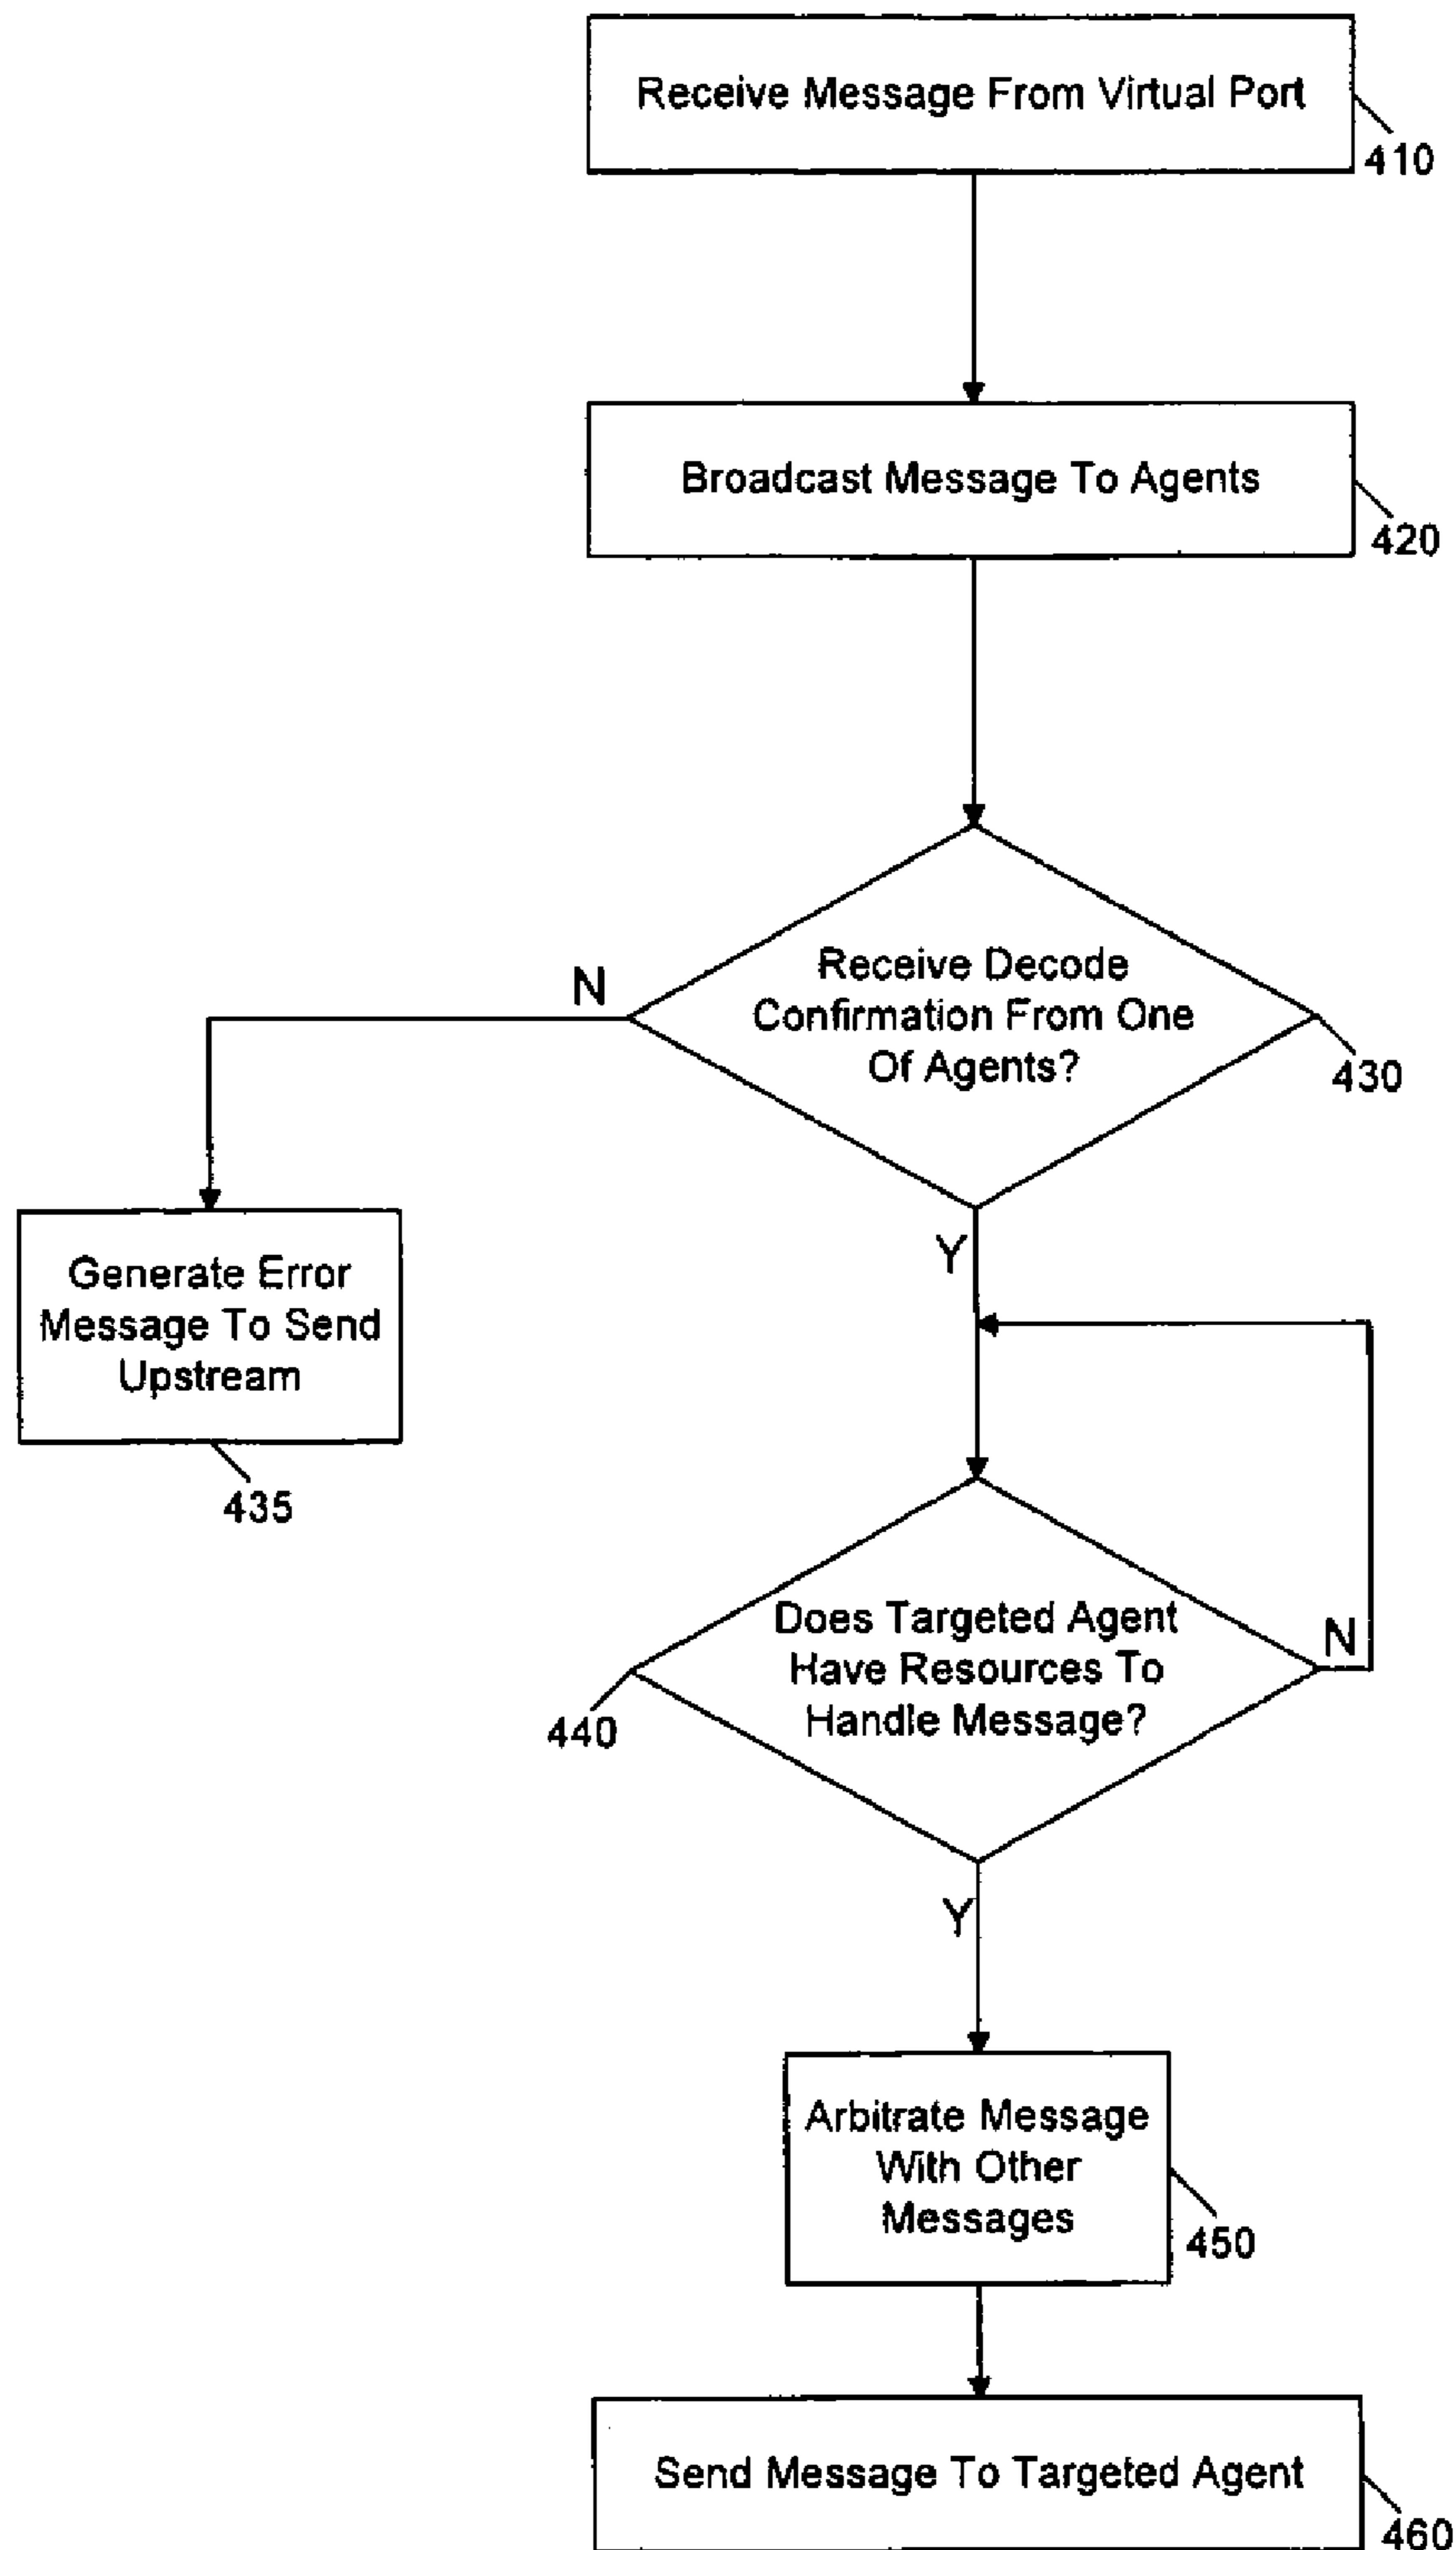 Receive Message From Virtual Port
410
Broadcast Message To Agents
420
Receive Decode
Confirmation From One
Of Agents?
430
N
Y
Generate Error
Message To Send
Upstream
435
Does Targeted Agent
Have Resources To
Handle Message?
N
440
Y
Arbitrate Message
With Other
Messages
450
Send Message To Targeted Agent
460